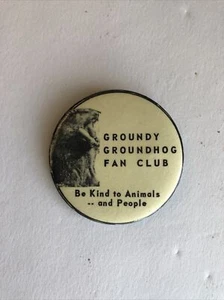 GROUNDY
GROUNDHOG
FAN CLUB
Be Kind to Animals
-- and People